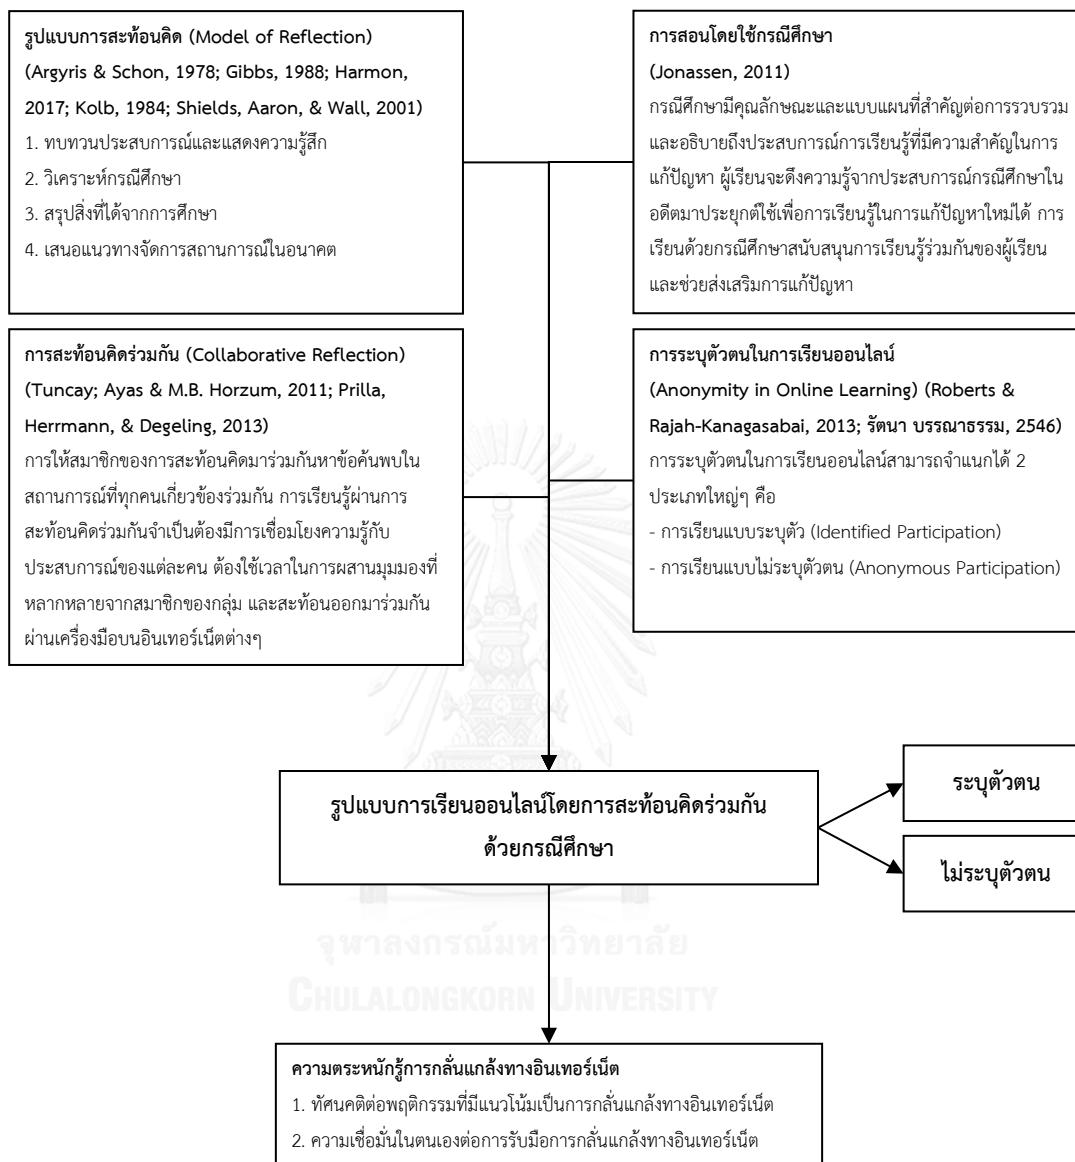 รูปแบบการสะท้อนคิด (Model of Reflection)
(Argyris & Schon, 1978; Gibbs, 1988; Harmon,
2017; Kolb, 1984; Shields, Aaron, & Wall, 2001)
1. ทบทวนประสบการณ์และแสดงความรู้สึก
2. วิเคราะห์กรณีศึกษา
3. สรุปสิ่งที่ได้จากการศึกษา
4. เสนอแนวทางจัดการสถานการณ์ในอนาคต
การสอนโดยใช้กรณีศึกษา
(Jonassen, 2011)
กรณีศึกษามีคุณลักษณะและแบบแผนที่สำคัญต่อการรวบรวม
และอธิบายถึงประสบการณ์การเรียนรู้ที่มีความสำคัญในการ
แก้ปัญหา ผู้เรียนจะดึงความรู้จากประสบการณ์กรณีศึกษาใน
อดีตมาประยุกต์ใช้เพื่อการเรียนรู้ในการแก้ปัญหาใหม่ได้ การ
เรียนด้วยกรณีศึกษาสนับสนุนการเรียนรู้ร่วมกันของผู้เรียน
และช่วยส่งเสริมการแก้ปัญหา
การสะท้อนคิดร่วมกัน (Collaborative Reflection)
(Tuncay; Ayas & M.B. Horzum, 2011; Prilla,
Herrmann, & Degeling, 2013)
การให้สมาชิกของการสะท้อนคิดมาร่วมกันหาข้อค้นพบใน
สถานการณ์ที่ทุกคนเกี่ยวข้องร่วมกัน การเรียนรู้ผ่านการ
สะท้อนคิดร่วมกันจำเป็นต้องมีการเชื่อมโยงความรู้กับ
ประสบการณ์ของแต่ละคน ต้องใช้เวลาในการผสานมุมมองที่
หลากหลายจากสมาชิกของกลุ่ม และสะท้อนออกมาร่วมกัน
ผ่านเครื่องมือบนอินเทอร์เน็ตต่างๆ
การระบุตัวตนในการเรียนออนไลน์
(Anonymity in Online Learning) (Roberts &
Rajah-Kanagasabai, 2013; รัตนา บรรณาธรรม, 2546)
การระบุตัวตนในการเรียนออนไลน์สามารถจำแนกได้ 2
ประเภทใหญ่ๆ คือ
- การเรียนแบบระบุตัว (Identified Participation)
- การเรียนแบบไม่ระบุตัวตน (Anonymous Participation)
รูปแบบการเรียนออนไลน์โดยการสะท้อนคิดร่วมกัน
ด้วยกรณีศึกษา
ระบุตัวตน
ไม่ระบุตัวตน
จุฬาลงกรณ์มหาวิทยาลัย
CHULALONGKORN UNIVERSITY
ความตระหนักรู้การกลั่นแกล้งทางอินเทอร์เน็ต
1. ทัศนคติต่อพฤติกรรมที่มีแนวโน้มเป็นการกลั่นแกล้งทางอินเทอร์เน็ต
2. ความเชื่อมั่นในตนเองต่อการรับมือการกลั่นแกล้งทางอินเทอร์เน็ต